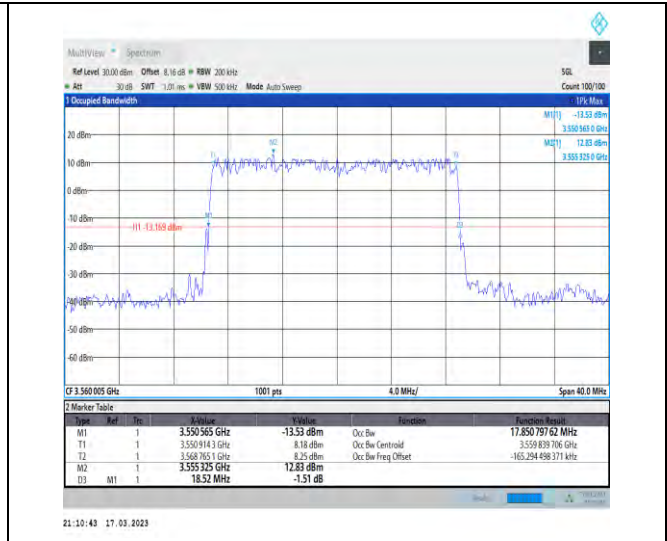 MultiView Spectrum
Ref Level 30.00 dBm Offset 8.16 dB RBW 200 kHz SGL
Att 30 dB SWT 1.01 ms VBW 500 kHz Mode Auto Sweep Count 100/100
1 Occupied Bandwidth 1Pk Max
M1[1] -13.53 dBm
3.550 565 0 GHz
M2[1] 12.83 dBm
3.555 325 0 GHz
20 dBm
M2
T1
10 dBm
0 dBm
-10 dBm
M1
H1 -13.169 dBm
D3
-20 dBm
-30 dBm
-40 dBm
-50 dBm
-60 dBm
CF 3.560 005 GHz 1001 pts 4.0 MHz/ Span 40.0 MHz
2 Marker Table
Type Ref Trc X-Value Y-Value Function Function Result
M1 1 3.550 565 GHz -13.53 dBm Occ Bw 17.850 797 62 MHz
T1 1 3.550 914 3 GHz 8.18 dBm Occ Bw Centroid 3.559 839 706 GHz
T2 1 3.568 765 1 GHz 8.25 dBm Occ Bw Freq Offset -165.294 498 371 kHz
M2 1 3.555 325 GHz 12.83 dBm
D3 M1 1 18.52 MHz -1.51 dB
21:10:43 17.03.2023